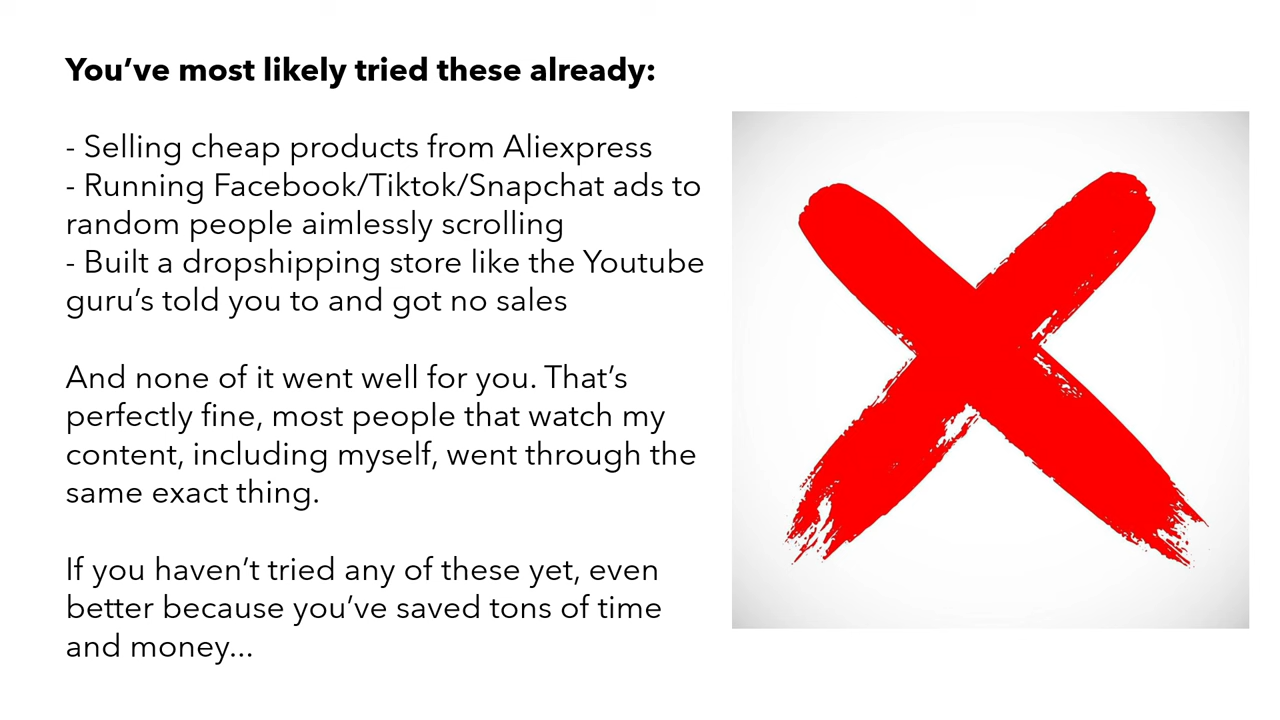 You’ve most likely tried these already:
- Selling cheap products from Aliexpress
- Running Facebook/Tiktok/Snapchat ads to
random people aimlessly scrolling
- Built a dropshipping store like the Youtube
guru’s told you to and got no sales
And none of it went well for you. That’s
perfectly fine, most people that watch my
content, including myself, went through the
same exact thing.
If you haven’t tried any of these yet, even
better because you’ve saved tons of time
and money...